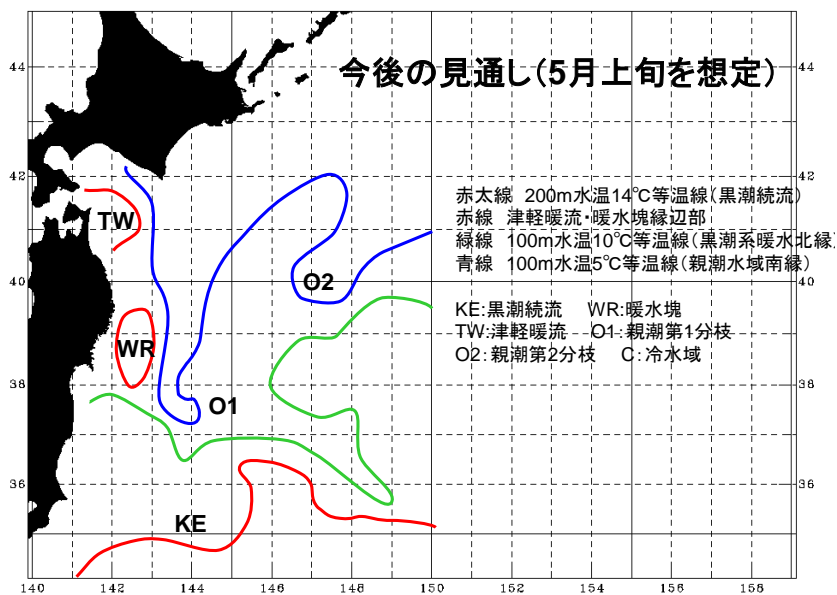 今後の見通し(5月上旬を想定)
44
44
42
42
赤太線 200m水温14℃等温線(黒潮続流)
赤線 津軽暖流・暖水塊縁辺部
緑線 100m水温10℃等温線(黒潮系暖水北縁)
青線 100m水温5℃等温線(親潮水域南縁)
TW
O2
40
40
KE:黒潮続流 WR:暖水塊
TW:津軽暖流 O1:親潮第1分枝
O2:親潮第2分枝 C:冷水域
WR
38
38
O1
36
36
KE
140 142 144 146 148 150 152 154 156 158